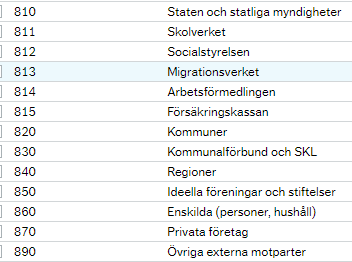 810 Staten och statliga myndigheter
811 Skolverket
812 Socialstyrelsen
813 Migrationsverket
814 Arbetsförmedlingen
815 Försäkringskassan
820 Kommuner
830 Kommunalförbund och SKL
840 Regioner
850 Ideella föreningar och stiftelser
860 Enskilda (personer, hushåll)
870 Privata företag
890 Övriga externa motparter